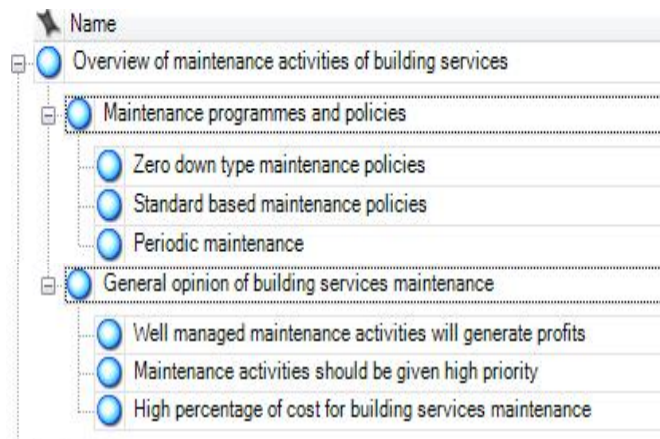 Name
Overview of maintenance activities of building services
Maintenance programmes and policies
Zero down type maintenance policies
Standard based maintenance policies
Periodic maintenance
General opinion of building services maintenance
Well managed maintenance activities will generate profits
Maintenance activities should be given high priority
High percentage of cost for building services maintenance